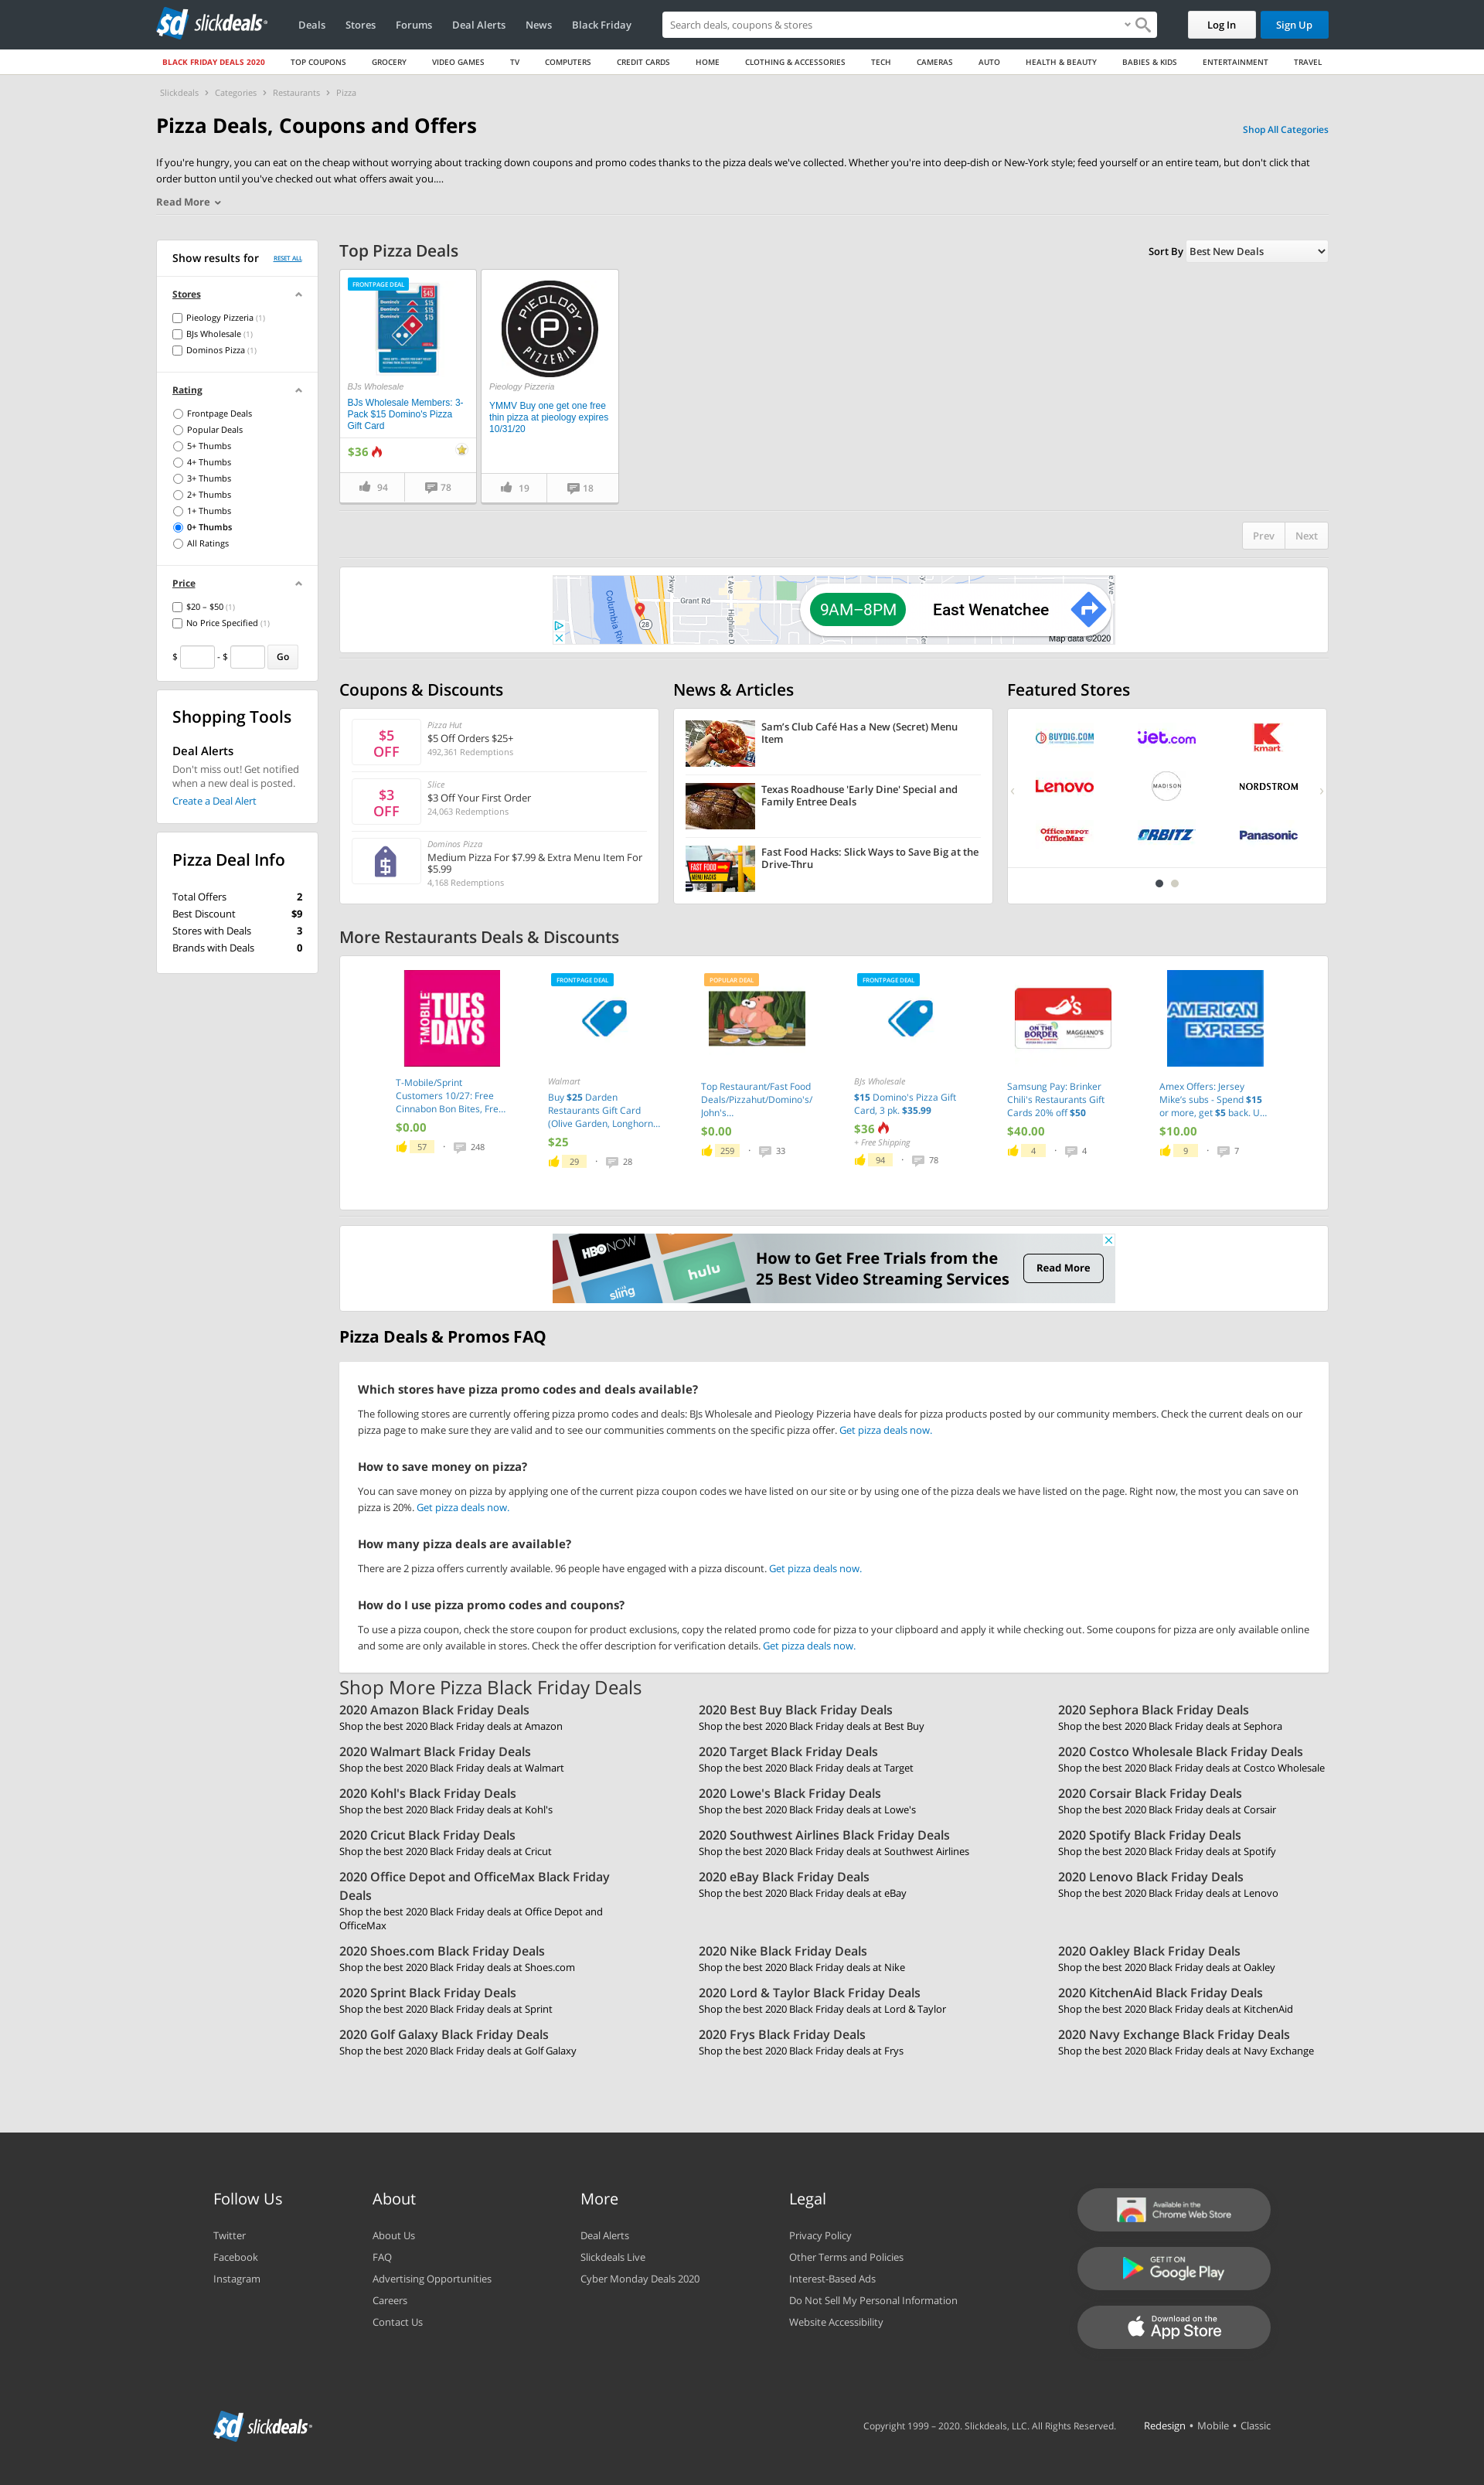 slickdeals
Deals
Stores
Forums
Deal Alerts
News
Black Friday
Search deals, coupons & stores
Log In
Sign Up
BLACK FRIDAY DEALS 2020
TOP COUPONS
GROCERY
VIDEO GAMES
TV
COMPUTERS
CREDIT CARDS
HOME
CLOTHING & ACCESSORIES
TECH
CAMERAS
AUTO
HEALTH & BEAUTY
BABIES & KIDS
ENTERTAINMENT
TRAVEL
Slickdeals › Categories › Restaurants › Pizza
Pizza Deals, Coupons and Offers
Shop All Categories
If you're hungry, you can eat on the cheap without worrying about tracking down coupons and promo codes thanks to the pizza deals we've collected. Whether you're into deep-dish or New-York style; feed yourself or an entire team, but don't click that
order button until you've checked out what offers await you....
Read More
Show results for
RESET ALL
Stores
Pieology Pizzeria (1)
BJs Wholesale (1)
Dominos Pizza (1)
Rating
Frontpage Deals
Popular Deals
5+ Thumbs
4+ Thumbs
3+ Thumbs
2+ Thumbs
1+ Thumbs
0+ Thumbs
All Ratings
Price
$20 – $50 (1)
No Price Specified (1)
$ - $ Go
Shopping Tools
Deal Alerts
Don't miss out! Get notified
when a new deal is posted.
Create a Deal Alert
Pizza Deal Info
Total Offers 2
Best Discount $9
Stores with Deals 3
Brands with Deals 0
Top Pizza Deals
Sort By Best New Deals
FRONTPAGE DEAL
BJs Wholesale
BJs Wholesale Members: 3-
Pack $15 Domino's Pizza
Gift Card
$36
94
78
PIEOLOGY
P
PIZZERIA
Pieology Pizzeria
YMMV Buy one get one free
thin pizza at pieology expires
10/31/20
19
18
Prev
Next
Grant Rd
28
9AM–8PM
East Wenatchee
Map data ©2020
Coupons & Discounts
$5
OFF
Pizza Hut
$5 Off Orders $25+
492,361 Redemptions
$3
OFF
Slice
$3 Off Your First Order
24,063 Redemptions
Dominos Pizza
Medium Pizza For $7.99 & Extra Menu Item For
$5.99
4,168 Redemptions
News & Articles
Sam's Club Café Has a New (Secret) Menu
Item
Texas Roadhouse 'Early Dine' Special and
Family Entree Deals
FAST FOOD
MENU HACKS
Fast Food Hacks: Slick Ways to Save Big at the
Drive-Thru
Featured Stores
BUYDIG.COM
jet.com
kmart
Lenovo
MADISON
NORDSTROM
Office DEPOT
OfficeMax
ORBITZ
Panasonic
More Restaurants Deals & Discounts
T-MOBILE
TUES
DAYS
T-Mobile/Sprint
Customers 10/27: Free
Cinnabon Bon Bites, Fre...
$0.00
57 · 248
FRONTPAGE DEAL
Walmart
Buy $25 Darden
Restaurants Gift Card
(Olive Garden, Longhorn...
$25
29 · 28
POPULAR DEAL
Top Restaurant/Fast Food
Deals/Pizzahut/Domino's/
John's...
$0.00
259 · 33
FRONTPAGE DEAL
BJs Wholesale
$15 Domino's Pizza Gift
Card, 3 pk. $35.99
$36
+ Free Shipping
94 · 78
ON THE
BORDER
MAGGIANO'S
Samsung Pay: Brinker
Chili's Restaurants Gift
Cards 20% off $50
$40.00
4 · 4
AMERICAN
EXPRESS
Amex Offers: Jersey
Mike's subs - Spend $15
or more, get $5 back. U...
$10.00
9 · 7
HBO NOW
sling
hulu
How to Get Free Trials from the
25 Best Video Streaming Services
Read More
Pizza Deals & Promos FAQ
Which stores have pizza promo codes and deals available?
The following stores are currently offering pizza promo codes and deals: BJs Wholesale and Pieology Pizzeria have deals for pizza products posted by our community members. Check the current deals on our
pizza page to make sure they are valid and to see our communities comments on the specific pizza offer. Get pizza deals now.
How to save money on pizza?
You can save money on pizza by applying one of the current pizza coupon codes we have listed on our site or by using one of the pizza deals we have listed on the page. Right now, the most you can save on
pizza is 20%. Get pizza deals now.
How many pizza deals are available?
There are 2 pizza offers currently available. 96 people have engaged with a pizza discount. Get pizza deals now.
How do I use pizza promo codes and coupons?
To use a pizza coupon, check the store coupon for product exclusions, copy the related promo code for pizza to your clipboard and apply it while checking out. Some coupons for pizza are only available online
and some are only available in stores. Check the offer description for verification details. Get pizza deals now.
Shop More Pizza Black Friday Deals
2020 Amazon Black Friday Deals
Shop the best 2020 Black Friday deals at Amazon
2020 Best Buy Black Friday Deals
Shop the best 2020 Black Friday deals at Best Buy
2020 Sephora Black Friday Deals
Shop the best 2020 Black Friday deals at Sephora
2020 Walmart Black Friday Deals
Shop the best 2020 Black Friday deals at Walmart
2020 Target Black Friday Deals
Shop the best 2020 Black Friday deals at Target
2020 Costco Wholesale Black Friday Deals
Shop the best 2020 Black Friday deals at Costco Wholesale
2020 Kohl's Black Friday Deals
Shop the best 2020 Black Friday deals at Kohl's
2020 Lowe's Black Friday Deals
Shop the best 2020 Black Friday deals at Lowe's
2020 Corsair Black Friday Deals
Shop the best 2020 Black Friday deals at Corsair
2020 Cricut Black Friday Deals
Shop the best 2020 Black Friday deals at Cricut
2020 Southwest Airlines Black Friday Deals
Shop the best 2020 Black Friday deals at Southwest Airlines
2020 Spotify Black Friday Deals
Shop the best 2020 Black Friday deals at Spotify
2020 Office Depot and OfficeMax Black Friday
Deals
Shop the best 2020 Black Friday deals at Office Depot and
OfficeMax
2020 eBay Black Friday Deals
Shop the best 2020 Black Friday deals at eBay
2020 Lenovo Black Friday Deals
Shop the best 2020 Black Friday deals at Lenovo
2020 Shoes.com Black Friday Deals
Shop the best 2020 Black Friday deals at Shoes.com
2020 Nike Black Friday Deals
Shop the best 2020 Black Friday deals at Nike
2020 Oakley Black Friday Deals
Shop the best 2020 Black Friday deals at Oakley
2020 Sprint Black Friday Deals
Shop the best 2020 Black Friday deals at Sprint
2020 Lord & Taylor Black Friday Deals
Shop the best 2020 Black Friday deals at Lord & Taylor
2020 KitchenAid Black Friday Deals
Shop the best 2020 Black Friday deals at KitchenAid
2020 Golf Galaxy Black Friday Deals
Shop the best 2020 Black Friday deals at Golf Galaxy
2020 Frys Black Friday Deals
Shop the best 2020 Black Friday deals at Frys
2020 Navy Exchange Black Friday Deals
Shop the best 2020 Black Friday deals at Navy Exchange
Follow Us
Twitter
Facebook
Instagram
About
About Us
FAQ
Advertising Opportunities
Careers
Contact Us
More
Deal Alerts
Slickdeals Live
Cyber Monday Deals 2020
Legal
Privacy Policy
Other Terms and Policies
Interest-Based Ads
Do Not Sell My Personal Information
Website Accessibility
Available in the
Chrome Web Store
GET IT ON
Google Play
Download on the
App Store
slickdeals
Copyright 1999 – 2020. Slickdeals, LLC. All Rights Reserved.
Redesign • Mobile • Classic